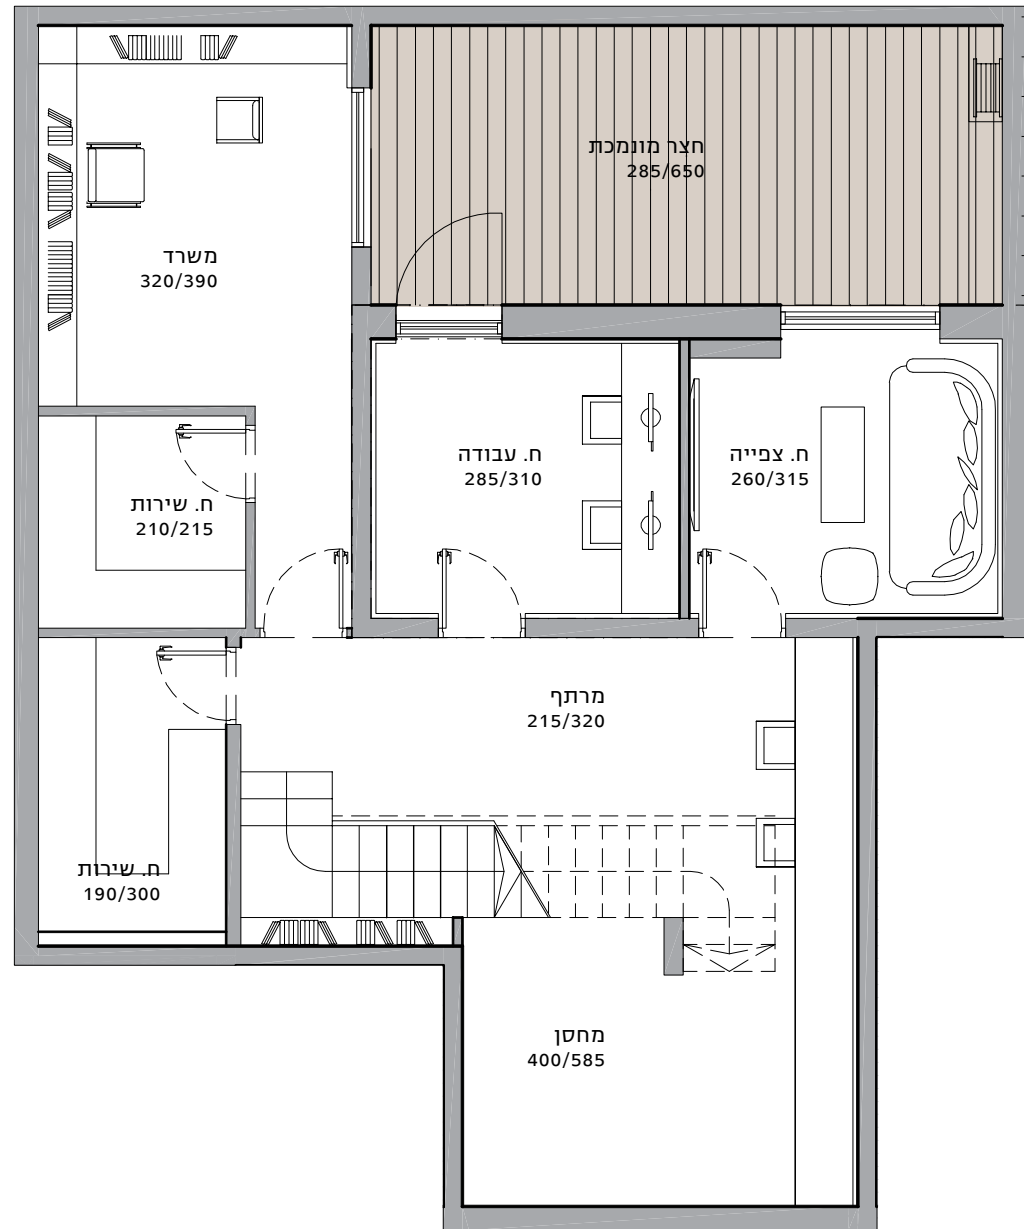 חצר מונמכת
285/650
משרד
320/390
ח. עבודה
285/310
ח. צפייה
260/315
ח. שירות
210/215
מרתף
215/320
ח. שירות
190/300
מחסן
400/585